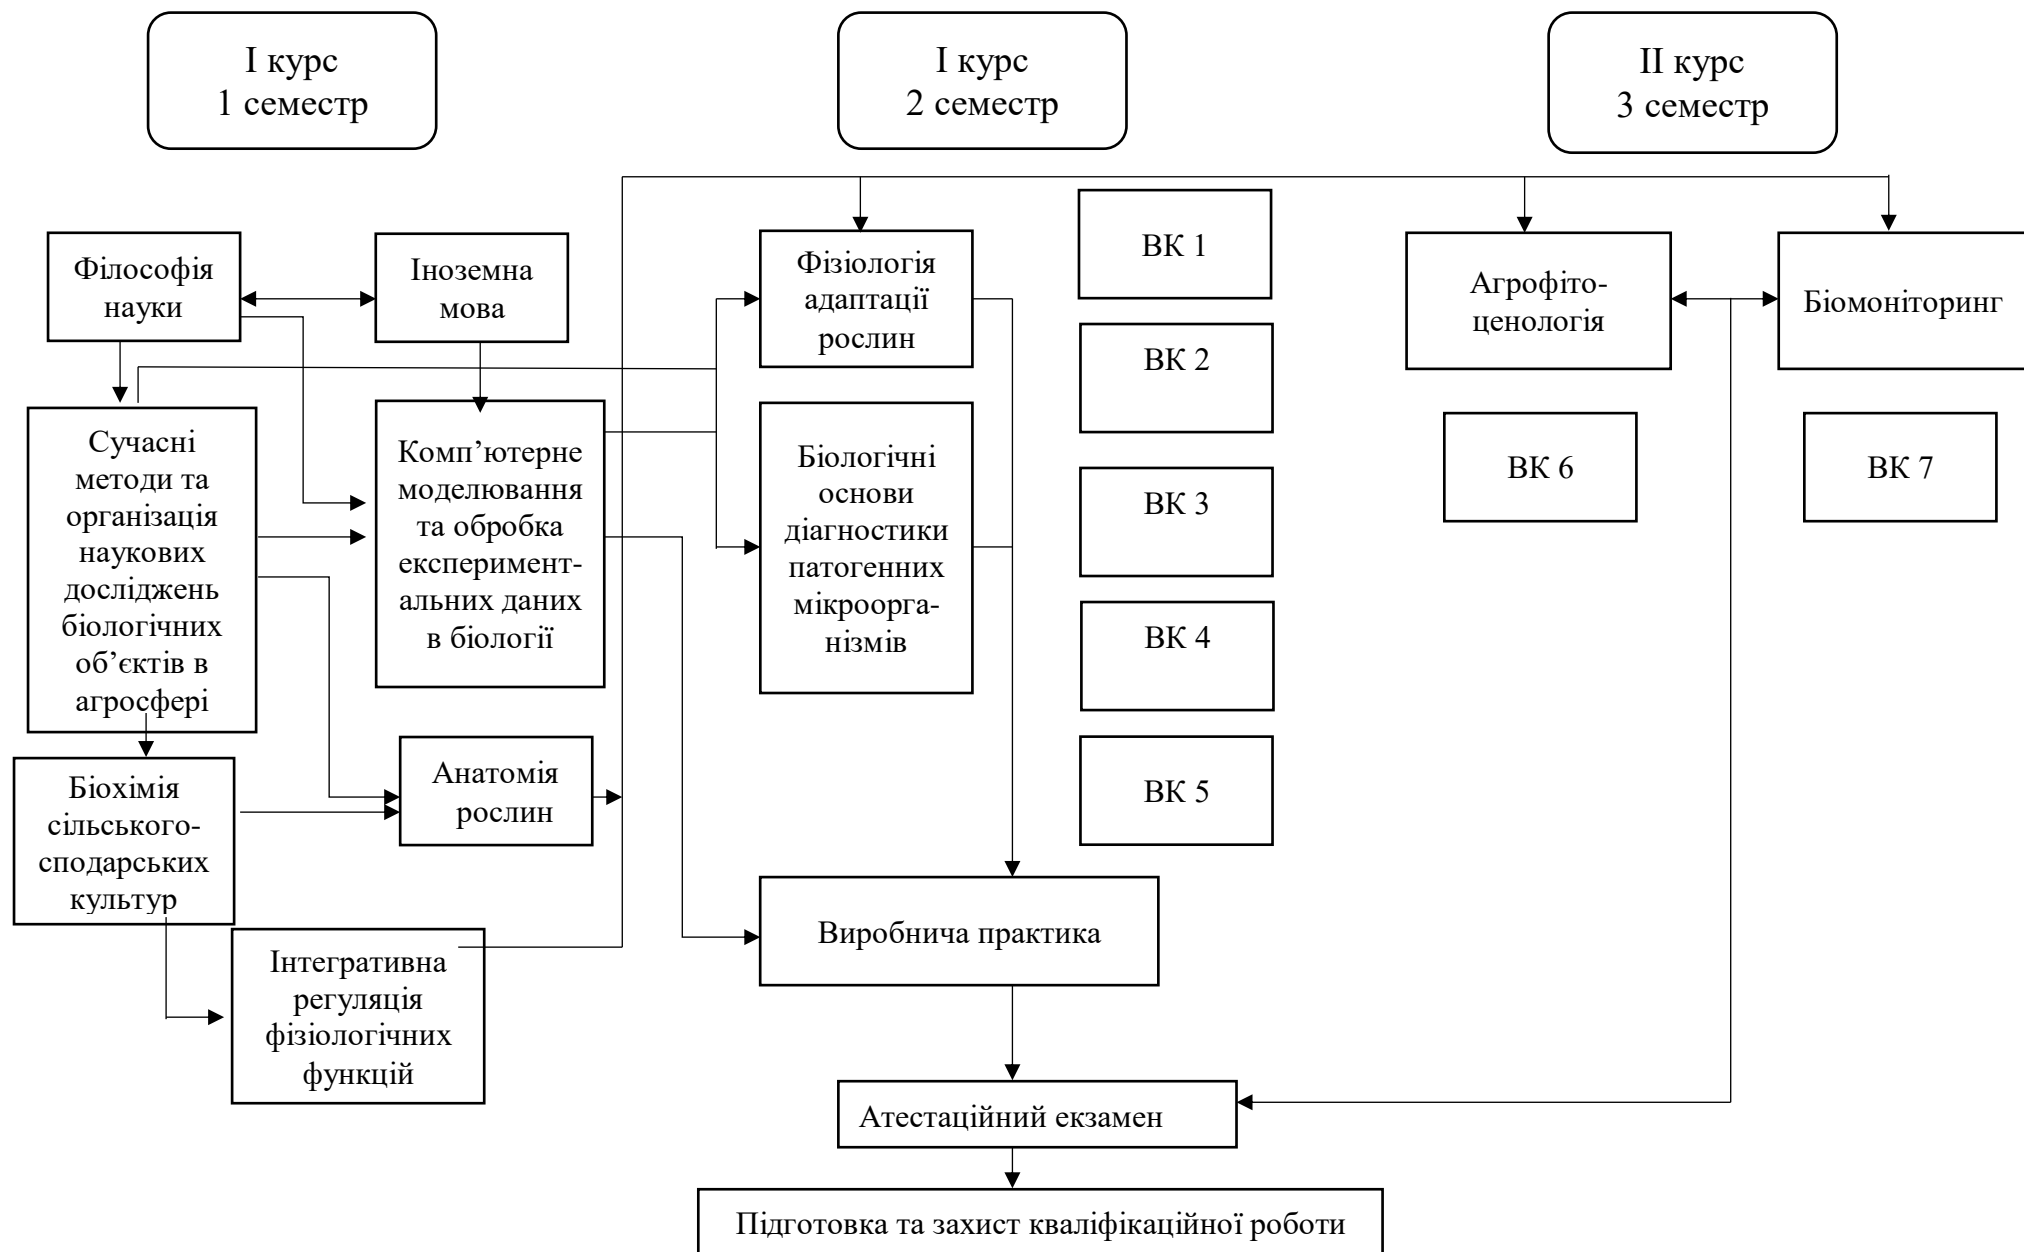 І курс
1 семестр
І курс
2 семестр
ІІ курс
3 семестр
Філософія
науки
Іноземна
мова
Сучасні
методи та
організація
наукових
досліджень
біологічних
об’єктів в
агросфері
Комп’ютерне
моделювання
та обробка
експеримент-
альних даних
в біології
Біохімія
сільського-
сподарських
культур
Анатомія
рослин
Інтегративна
регуляція
фізіологічних
функцій
Фізіологія
адаптації
рослин
Біологічні
основи
діагностики
патогенних
мікроорга-
нізмів
ВК 1
ВК 2
ВК 3
ВК 4
ВК 5
Агрофіто-
ценологія
Біомоніторинг
ВК 6
ВК 7
Виробнича практика
Атестаційний екзамен
Підготовка та захист кваліфікаційної роботи